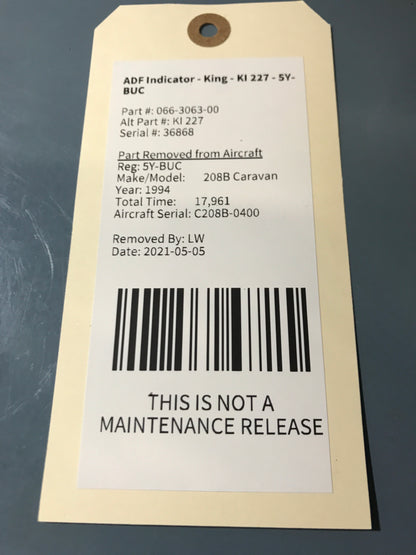 ADF Indicator - King - KI 227 - 5Y-
BUC
Part #: 066-3063-00
Alt Part #: KI 227
Serial #: 36868
Part Removed from Aircraft
Reg: 5Y-BUC
Make/Model: 208B Caravan
Year: 1994
Total Time: 17,961
Aircraft Serial: C208B-0400
Removed By: LW
Date: 2021-05-05
THIS IS NOT A
MAINTENANCE RELEASE